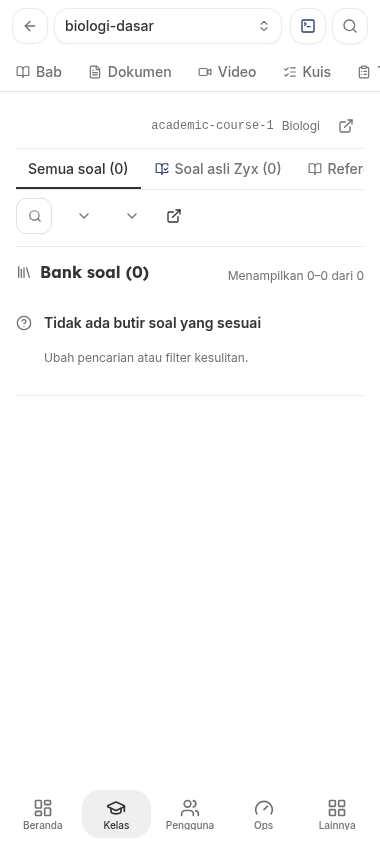 biologi-dasar
Bab Dokumen Video Kuis
academic-course-1 Biologi
Semua soal (0) Soal asli Zyx (0) Refer
Bank soal (0) Menampilkan 0–0 dari 0
Tidak ada butir soal yang sesuai
Ubah pencarian atau filter kesulitan.
Beranda Kelas Pengguna Ops Lainnya